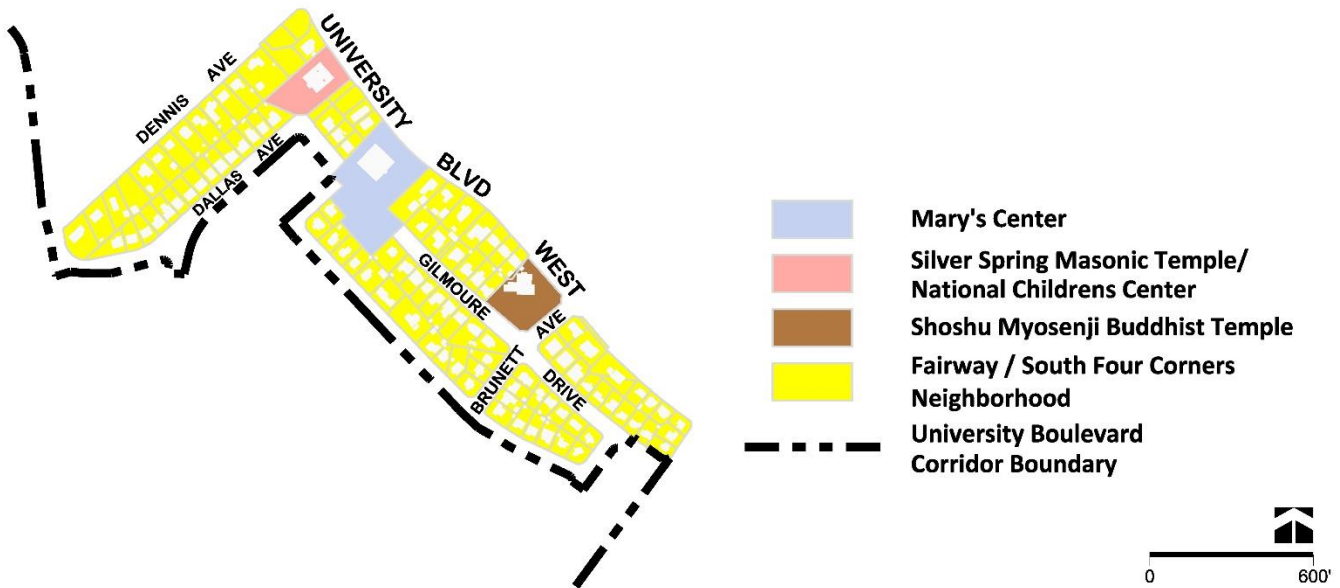 UNIVERSITY
BLVD
WEST
DENNIS AVE
DALLAS AVE
GILMOURE
DRIVE
BRUNETT
AVE
Mary's Center
Silver Spring Masonic Temple/
National Childrens Center
Shoshu Myosenji Buddhist Temple
Fairway / South Four Corners
Neighborhood
University Boulevard
Corridor Boundary
0 600'